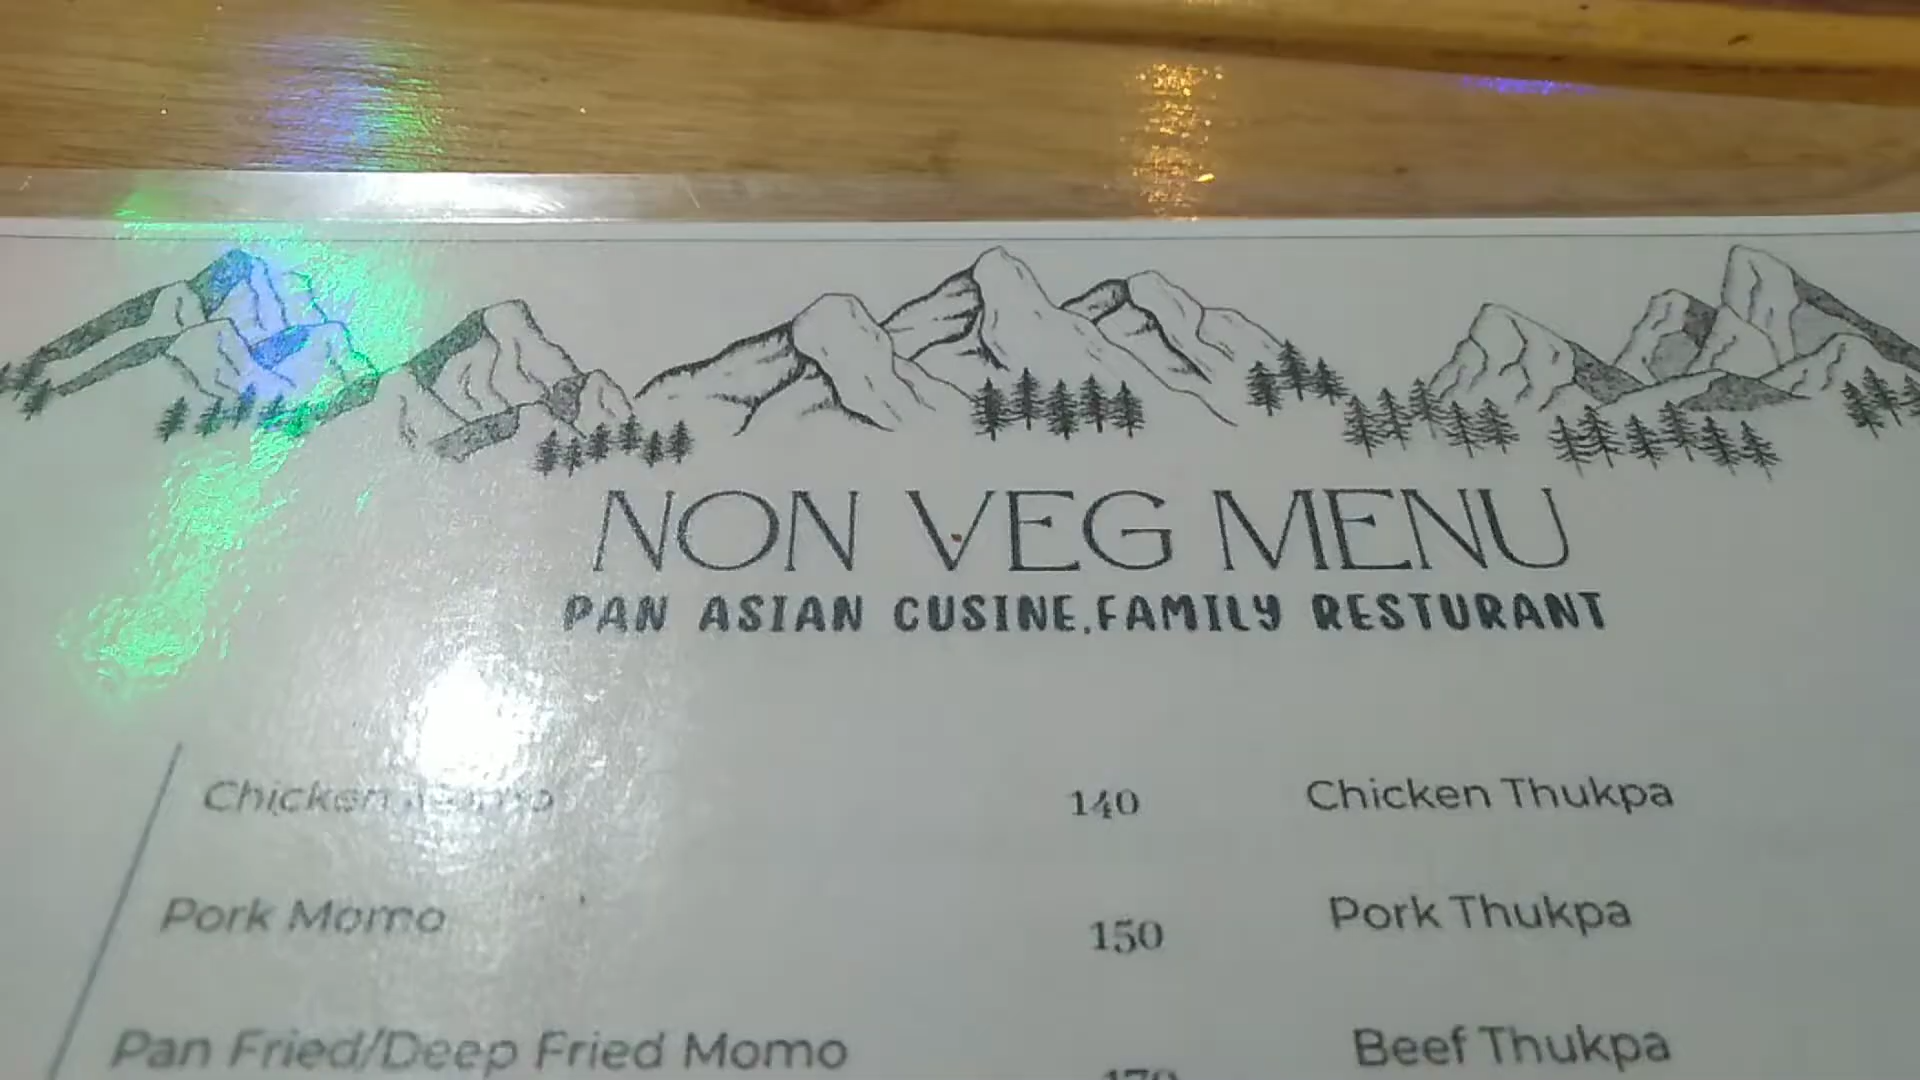 NON VEG MENU
PAN ASIAN CUSINE,FAMILY RESTURANT
Chicken 140 Chicken Thukpa
Pork Momo 150 Pork Thukpa
Pan Fried/Deep Fried Momo 170 Beef Thukpa